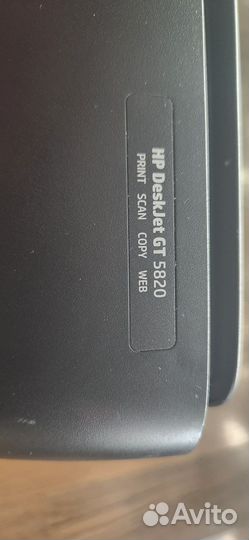 HP DeskJet GT 5820
PRINT SCAN COPY WEB
Avito